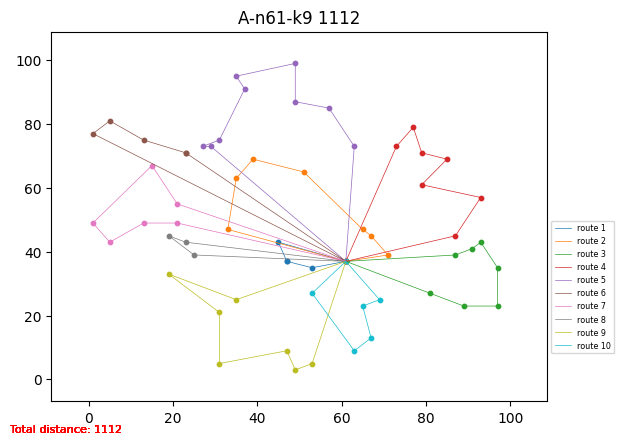 A-n61-k9 1112
100
80
60
40
20
0
0 20 40 60 80 100
route 1
route 2
route 3
route 4
route 5
route 6
route 7
route 8
route 9
route 10
Total distance: 1112